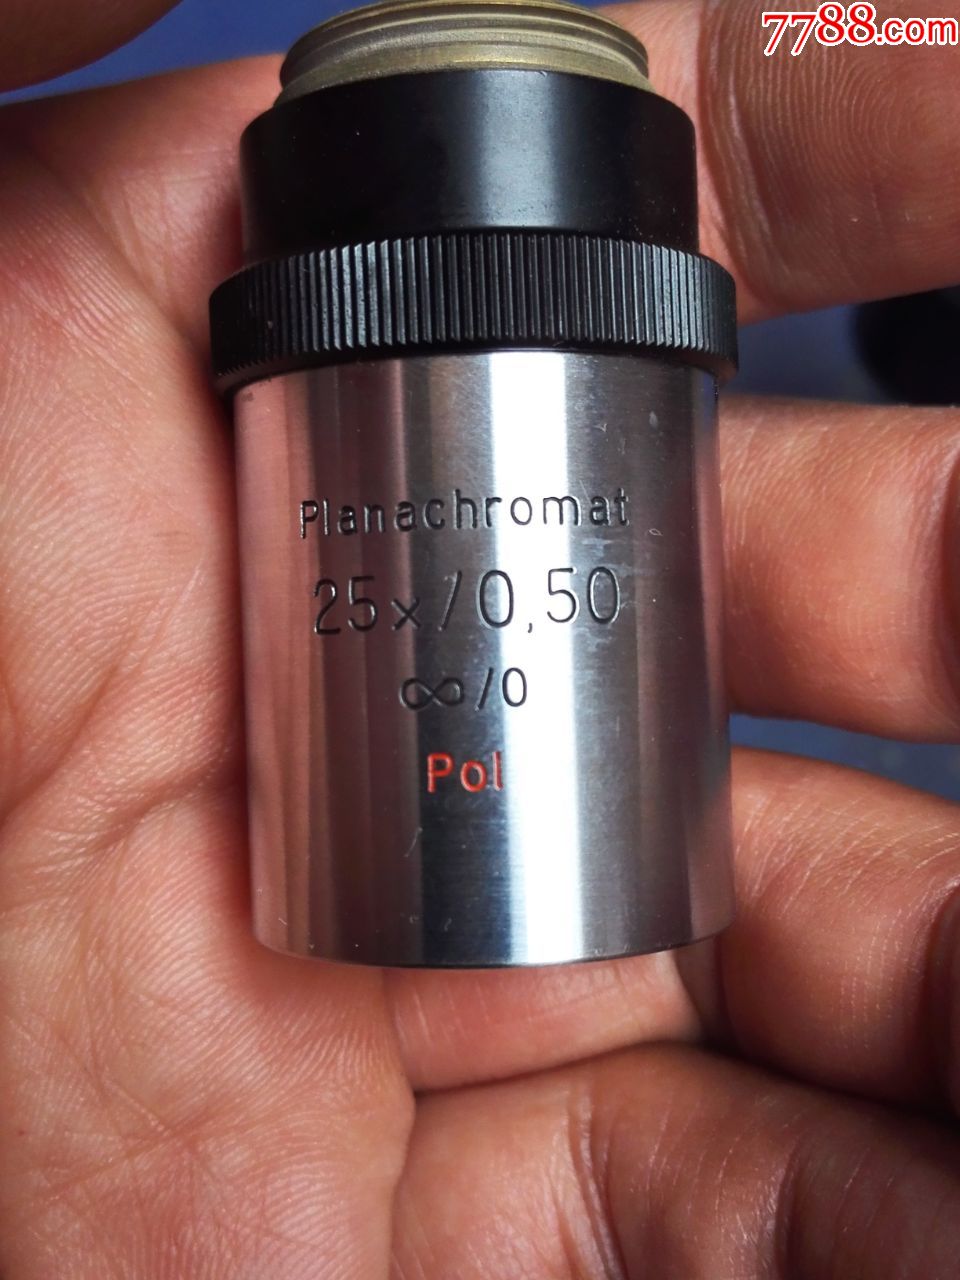 7788.com
Planachromat
25x/0,50
∞/0
Pol